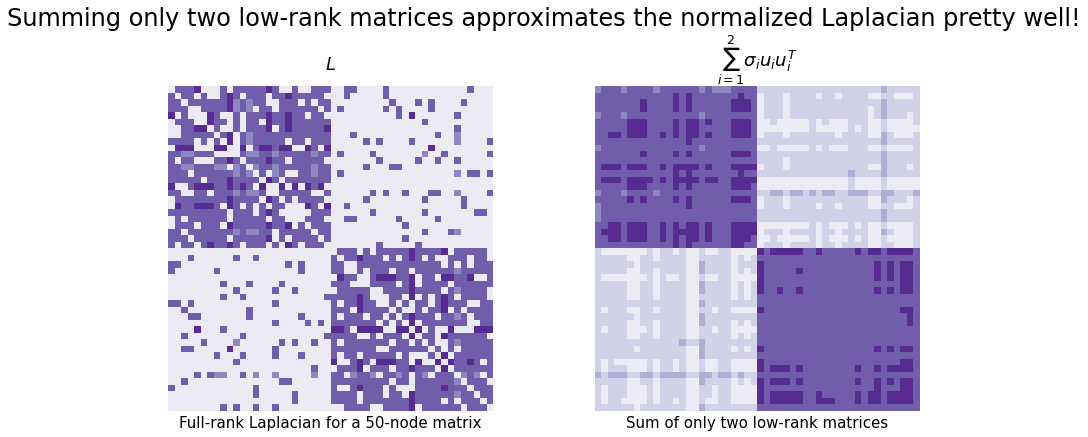 Summing only two low-rank matrices approximates the normalized Laplacian pretty well!
L
2
∑ σᵢuᵢuᵢᵀ
i = 1
Full-rank Laplacian for a 50-node matrix
Sum of only two low-rank matrices